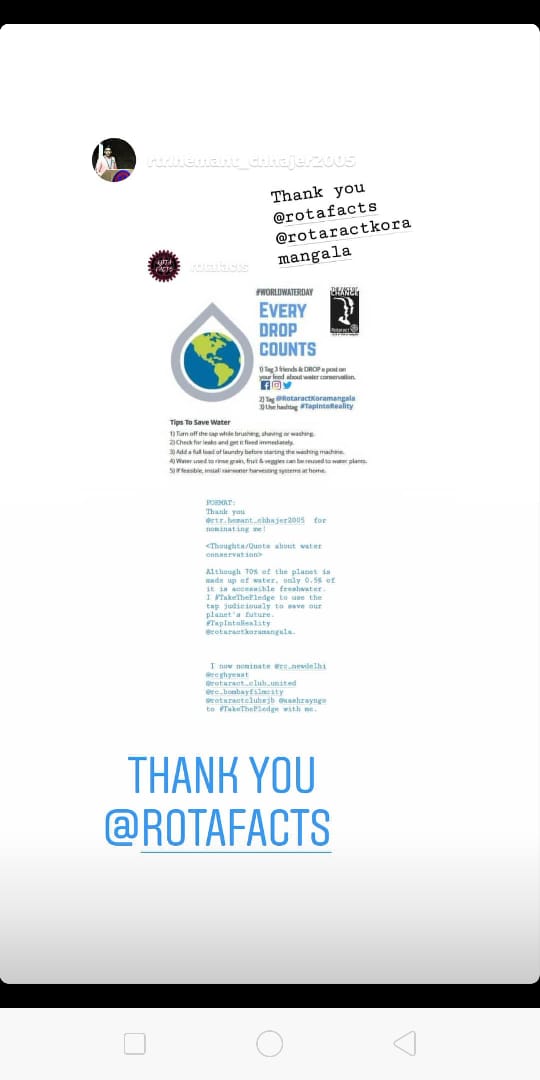 rtr.hemant_chhajer2005
Thank you
@rotafacts
@rotaractkora
mangala
ROTA
FACTS
rotafacts
#WORLDWATERDAY
EVERY
DROP
COUNTS
THE FACE OF
CHANGE
Rotaract
1) Tag 3 friends & DROP a post on
your feed about water conservation.
2) Tag @RotaractKoramangala
3) Use hashtag #TapIntoReality
Tips To Save Water
1) Turn off the tap while brushing, shaving or washing.
2) Check for leaks and get it fixed immediately.
3) Add a full load of laundry before starting the washing machine.
4) Water used to rinse grain, fruit & veggies can be reused to water plants.
5) If feasible, install rainwater harvesting systems at home.
FORMAT:
Thank you
@rtr.hemant_chhajer2005 for
nominating me!
<Thoughts/Quote about water
conservation>
Although 70% of the planet is
made up of water, only 0.5% of
it is accessible freshwater.
I #TakeThePledge to use the
tap judiciously to save our
planet's future.
#TapIntoReality
@rotaractkoramangala.
I now nominate @rc_newdelhi
@rcghyeast
@rotaract_club_united
@rc_bombayfilmcity
@rotaractclubsjb @aashrayngo
to #TakeThePledge with me.
THANK YOU
@ROTAFACTS